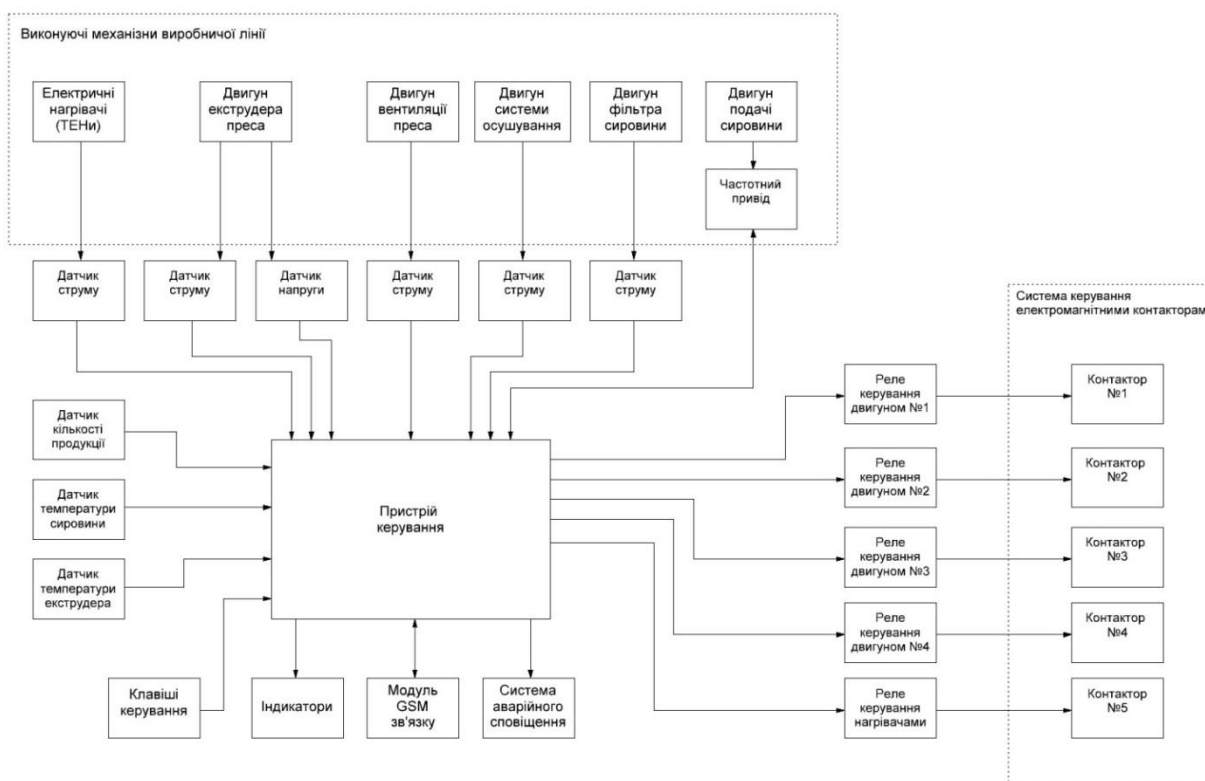 Виконуючі механізни виробничої лінії
Електричні
нагрівачі
(ТЕНи)
Двигун
екструдера
преса
Двигун
вентиляції
преса
Двигун
системи
осушування
Двигун
фільтра
сировини
Двигун
подачі
сировини
Частотний
привід
Датчик
струму
Датчик
струму
Датчик
напруги
Датчик
струму
Датчик
струму
Датчик
струму
Система керування
електромагнітними контакторам
Датчик
кількості
продукції
Датчик
температури
сировини
Датчик
температури
екструдера
Пристрій
керування
Реле
керування
двигуном №1
Контактор
№1
Реле
керування
двигуном №2
Контактор
№2
Реле
керування
двигуном №3
Контактор
№3
Реле
керування
двигуном №4
Контактор
№4
Реле
керування
нагрівачами
Контактор
№5
Клавіші
керування
Індикатори
Модуль
GSM
зв'язку
Система
аварійного
сповіщення